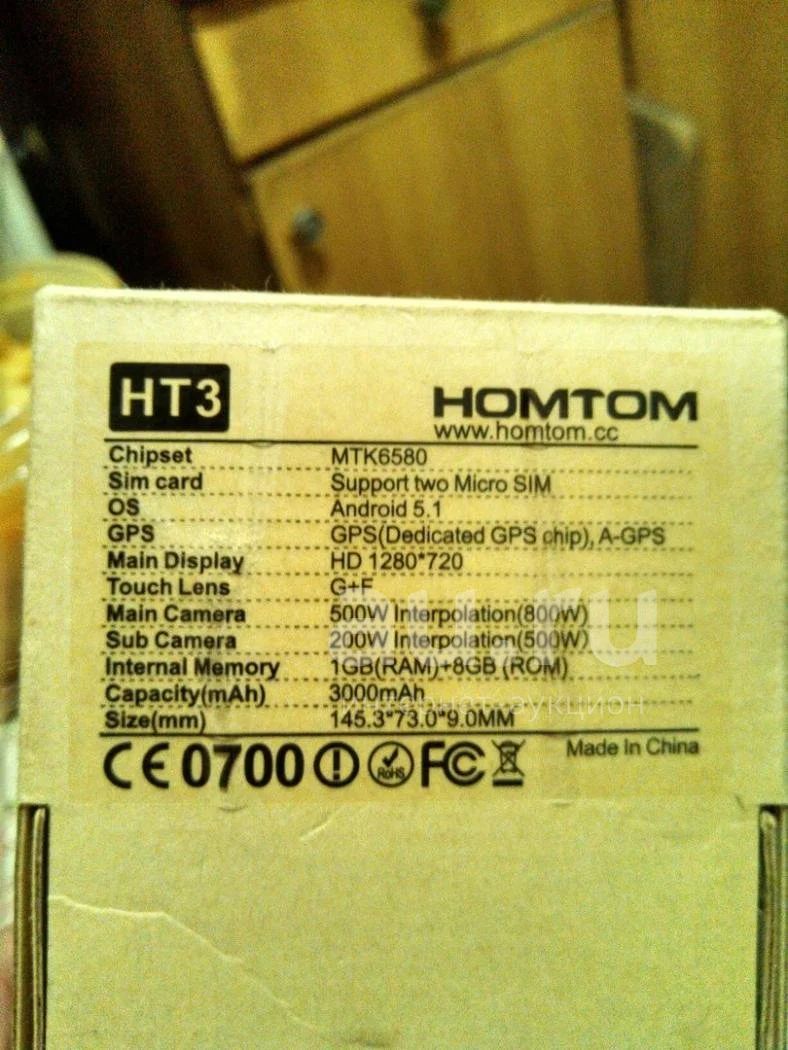 HT3
HOMTOM
www.homtom.cc
Chipset MTK6580
Sim card Support two Micro SIM
OS Android 5.1
GPS GPS(Dedicated GPS chip), A-GPS
Main Display HD 1280*720
Touch Lens G+F
Main Camera 500W Interpolation(800W)
Sub Camera 200W Interpolation(500W)
Internal Memory 1GB(RAM)+8GB (ROM)
Capacity(mAh) 3000mAh
Size(mm) 145.3*73.0*9.0MM
CE 0700 RoHS FC
Made In China